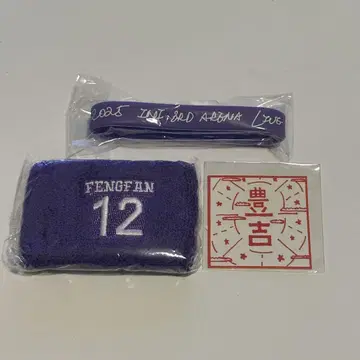 2025 INI 3RD ARENA LIVE
FENGFAN
12
豊
吉